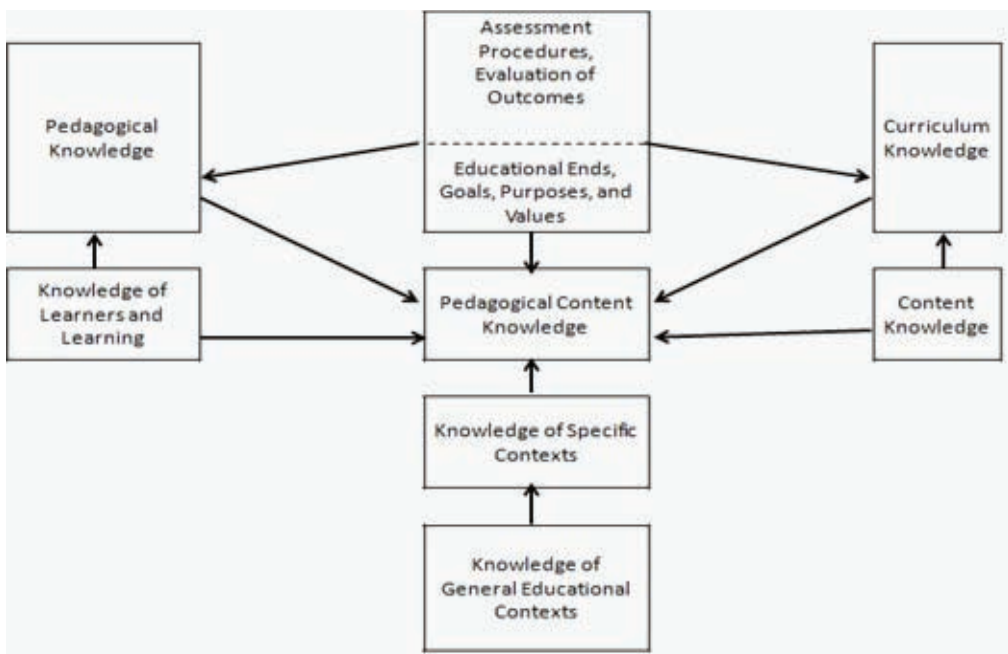 Assessment
Procedures,
Evaluation of
Outcomes
Educational Ends,
Goals, Purposes, and
Values
Pedagogical
Knowledge
Curriculum
Knowledge
Knowledge of
Learners and
Learning
Pedagogical Content
Knowledge
Content
Knowledge
Knowledge of Specific
Contexts
Knowledge of
General Educational
Contexts